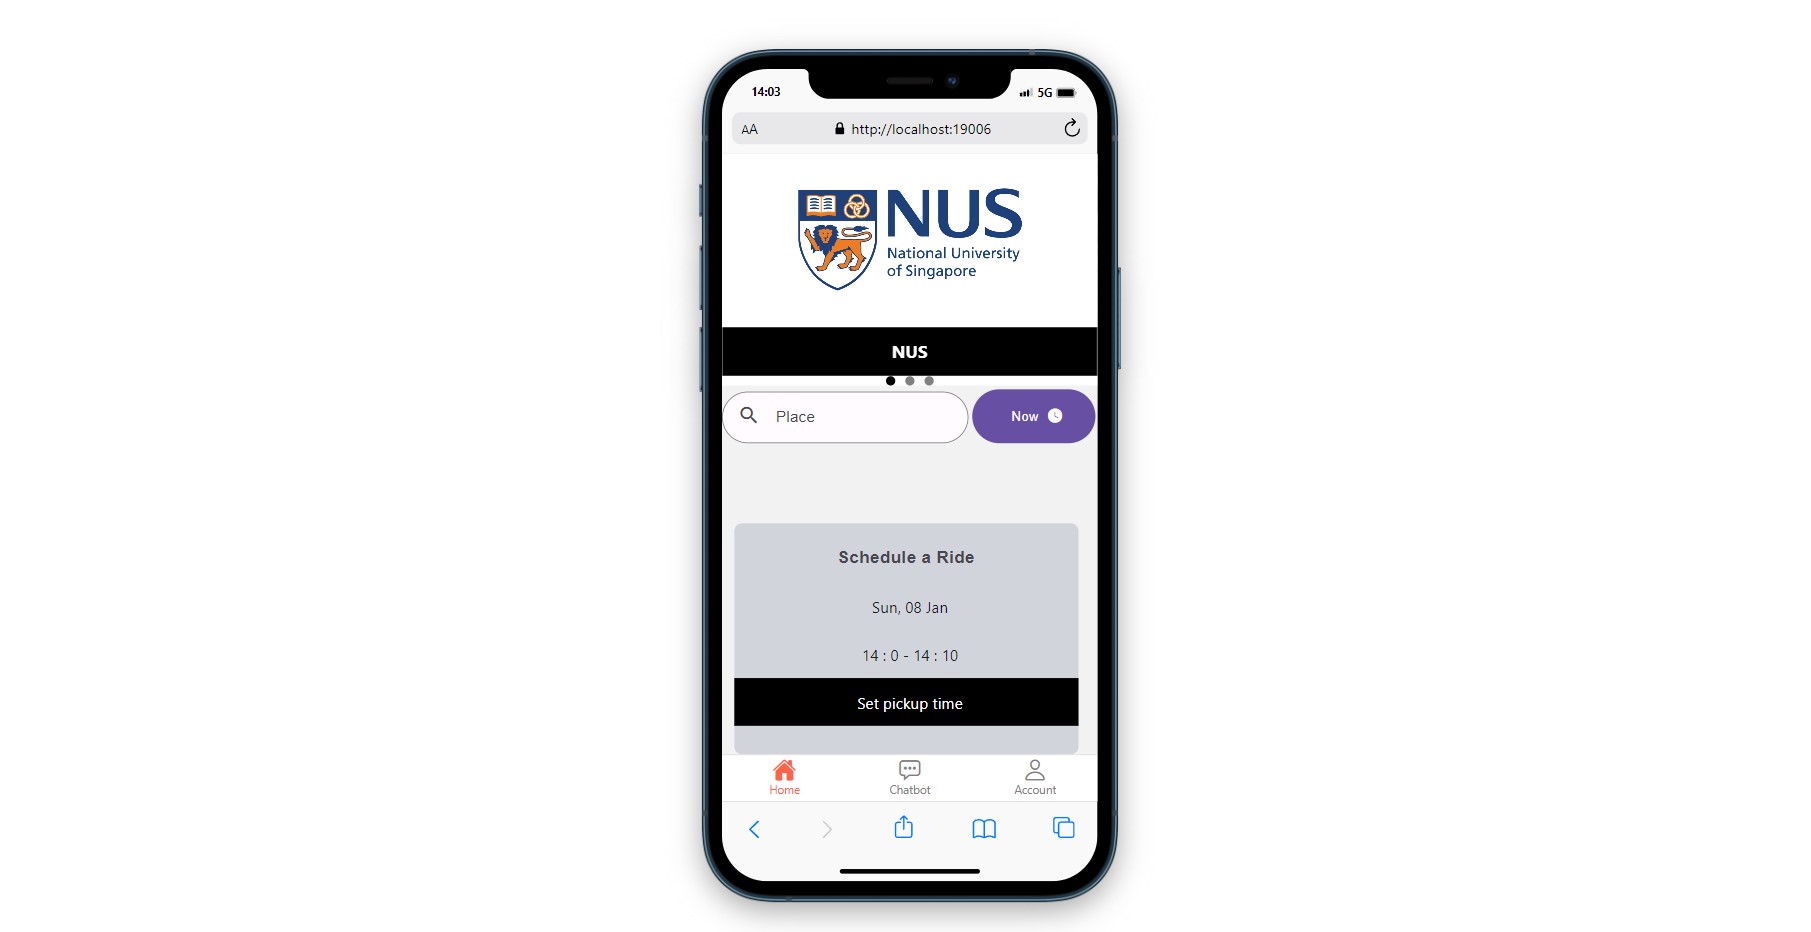 14:03
5G
AA
http://localhost:19006
NUS
National University
of Singapore
NUS
Place
Now
Schedule a Ride
Sun, 08 Jan
14 : 0 - 14 : 10
Set pickup time
Home
Chatbot
Account